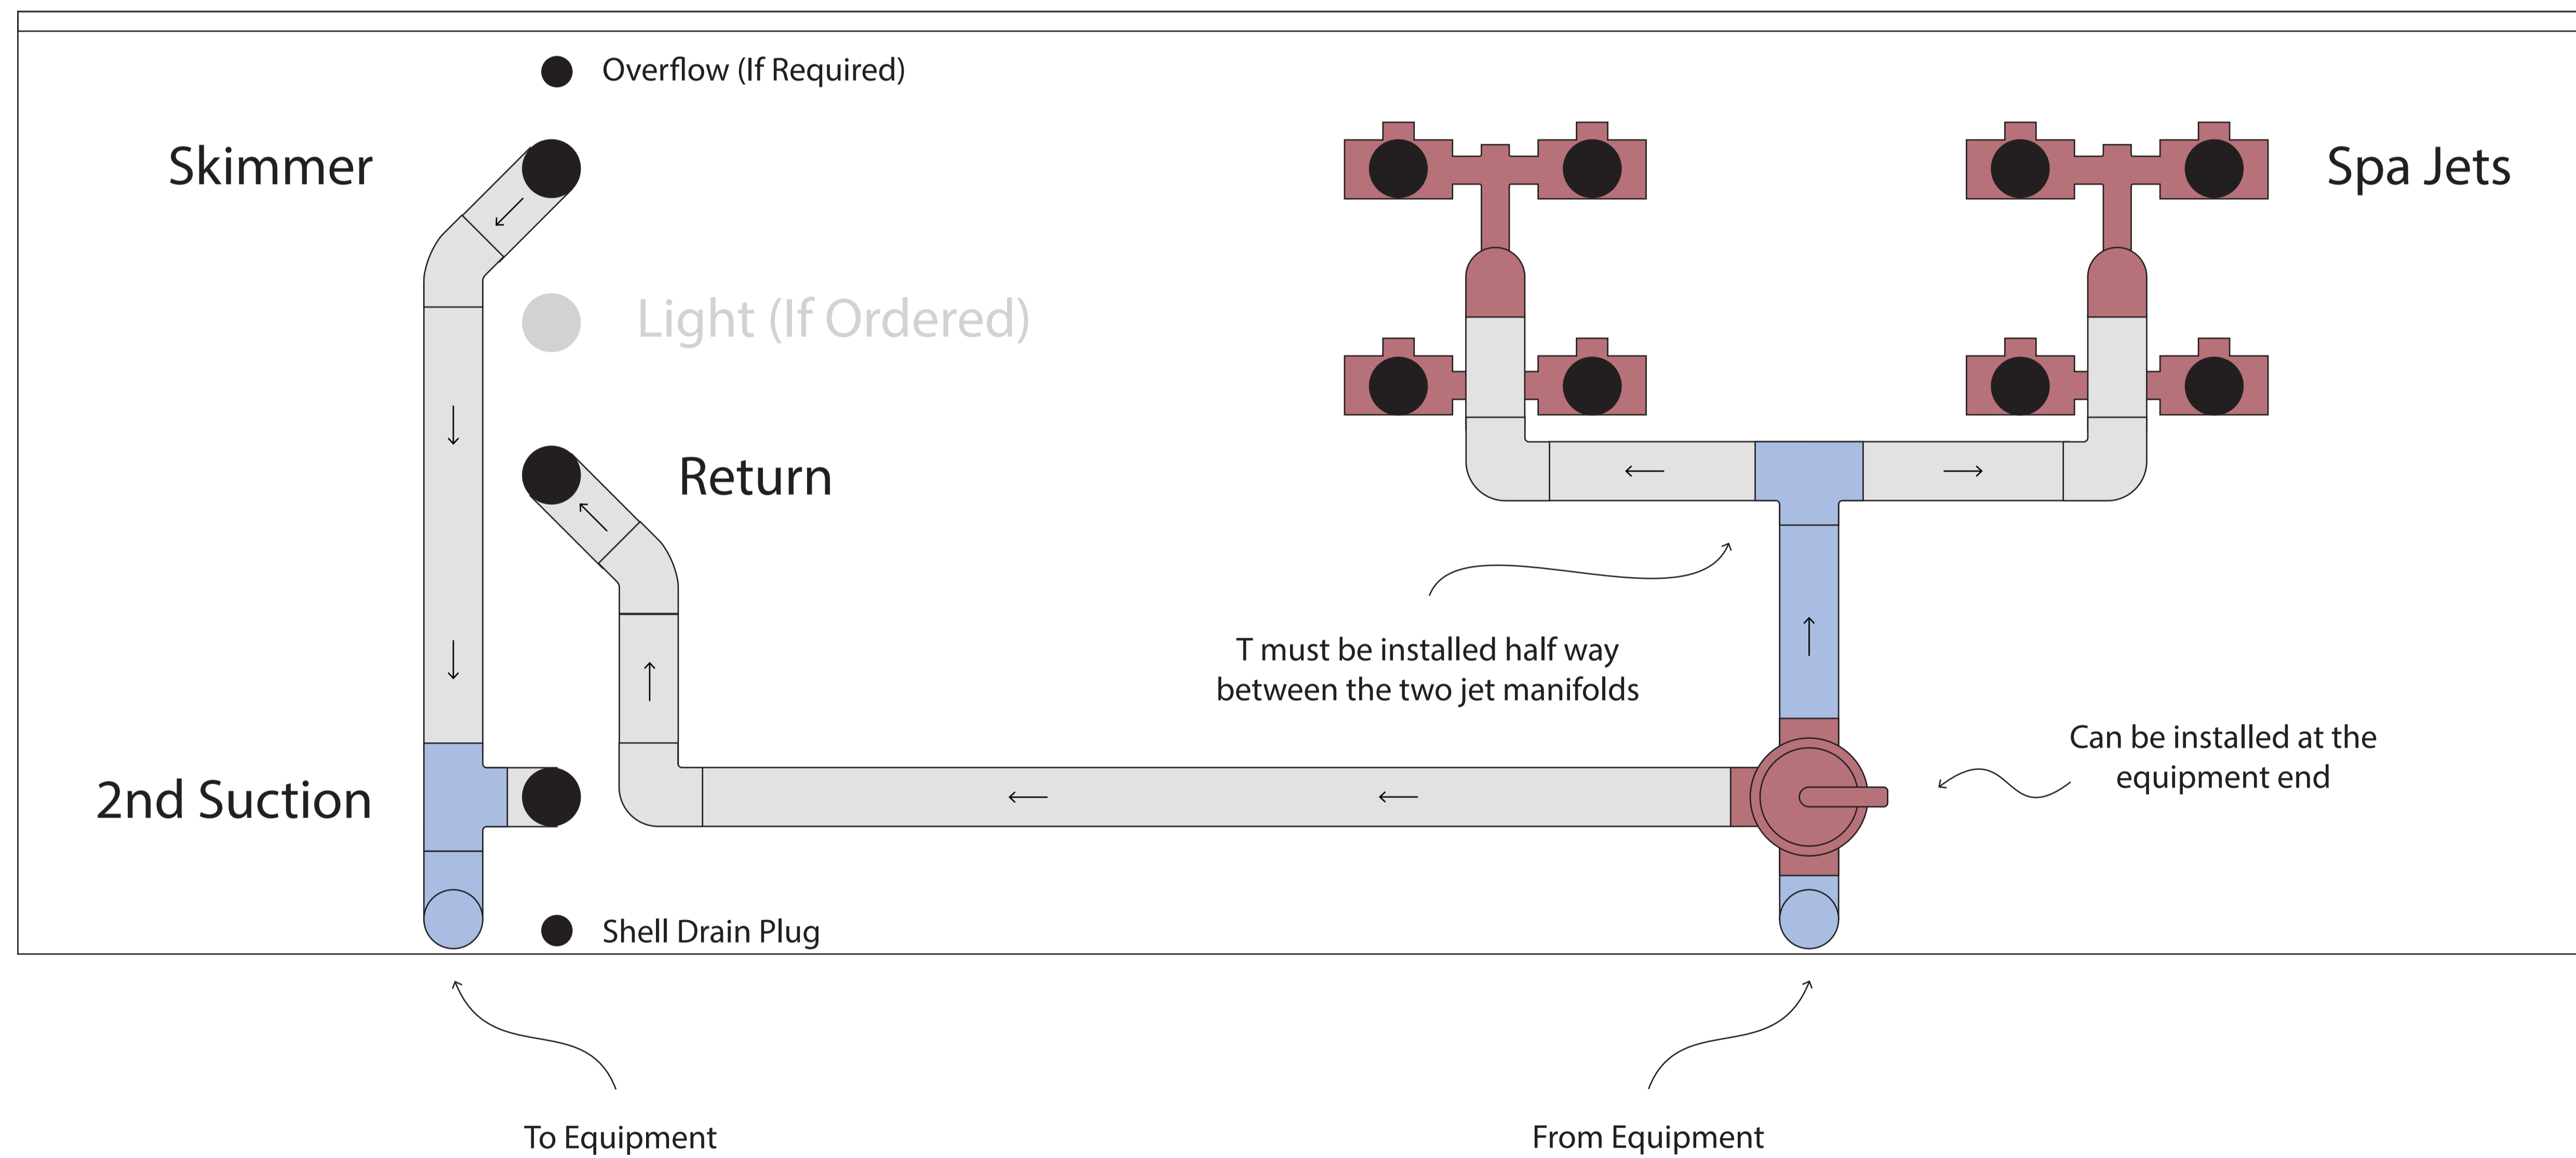 Overflow (If Required)
Skimmer
Spa Jets
Light (If Ordered)
Return
T must be installed half way
between the two jet manifolds
Can be installed at the
equipment end
2nd Suction
Shell Drain Plug
To Equipment
From Equipment